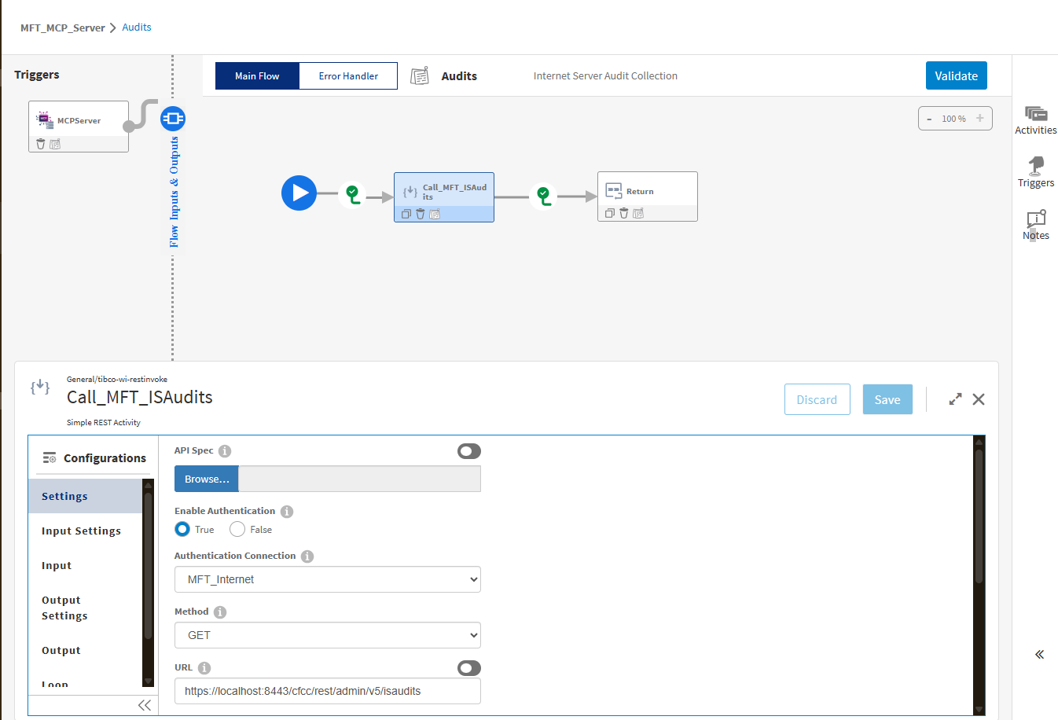 MFT_MCP_Server > Audits
Triggers
MCPServer
Flow Inputs & Outputs
Main Flow
Error Handler
Audits
Internet Server Audit Collection
Validate
- 100 % +
Call_MFT_ISAud
its
Return
Activities
Triggers
Notes
General/tibco-wi-restinvoke
Call_MFT_ISAudits
Simple REST Activity
Discard
Save
Configurations
Settings
Input Settings
Input
Output
Settings
Output
Loop
API Spec
Browse...
Enable Authentication
True
False
Authentication Connection
MFT_Internet
Method
GET
URL
https://localhost:8443/cfcc/rest/admin/v5/isaudits